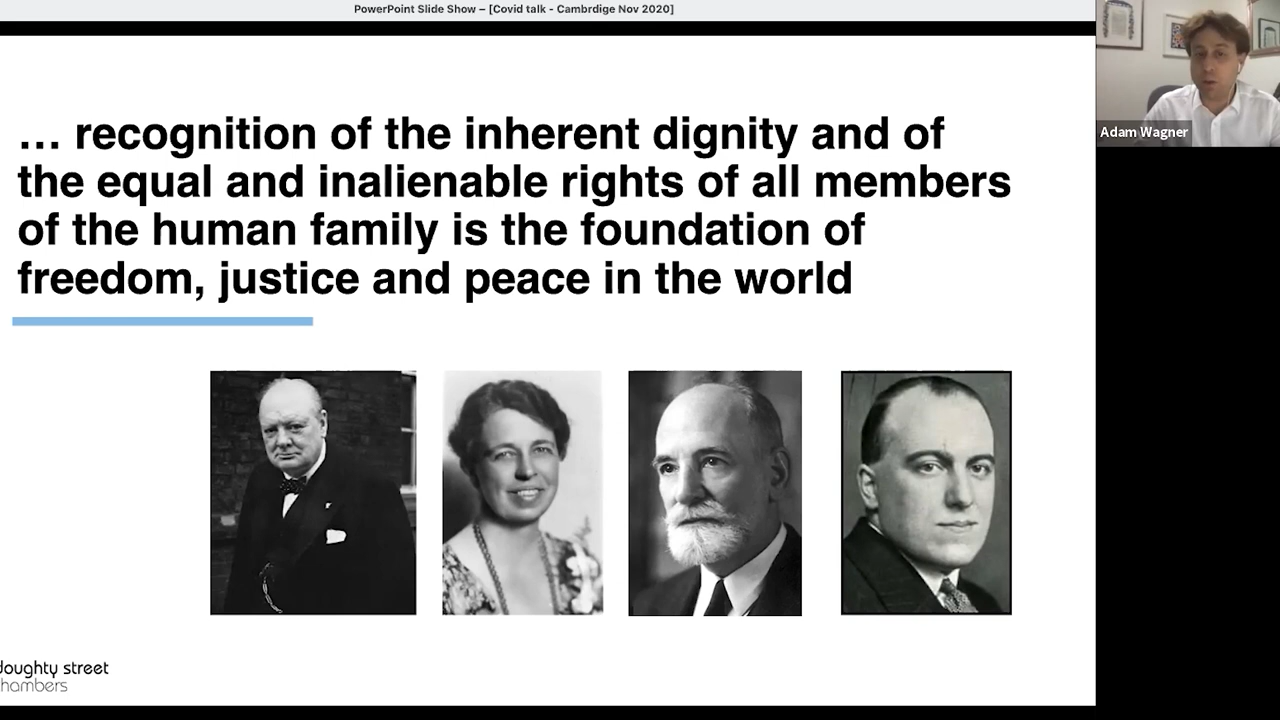 PowerPoint Slide Show – [Covid talk - Cambrdige Nov 2020]
... recognition of the inherent dignity and of
the equal and inalienable rights of all members
of the human family is the foundation of
freedom, justice and peace in the world
Adam Wagner
doughty street
hambers